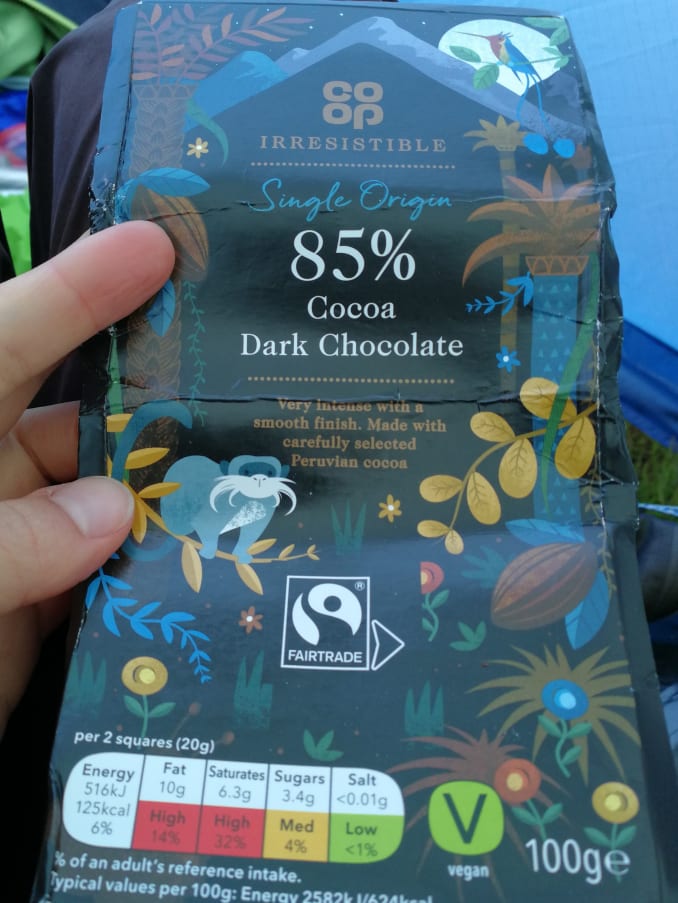 CO
OP
IRRESISTIBLE
Single Origin
85%
Cocoa
Dark Chocolate
Very intense with a
smooth finish. Made with
carefully selected
Peruvian cocoa
®
FAIRTRADE
per 2 squares (20g)
Energy
516kJ
125kcal
6%
Fat
10g
High
14%
Saturates
6.3g
High
32%
Sugars
3.4g
Med
4%
Salt
<0.01g
Low
<1%
V
vegan
100g℮
% of an adult's reference intake.
Typical values per 100g: Energy 2582kJ/624kcal